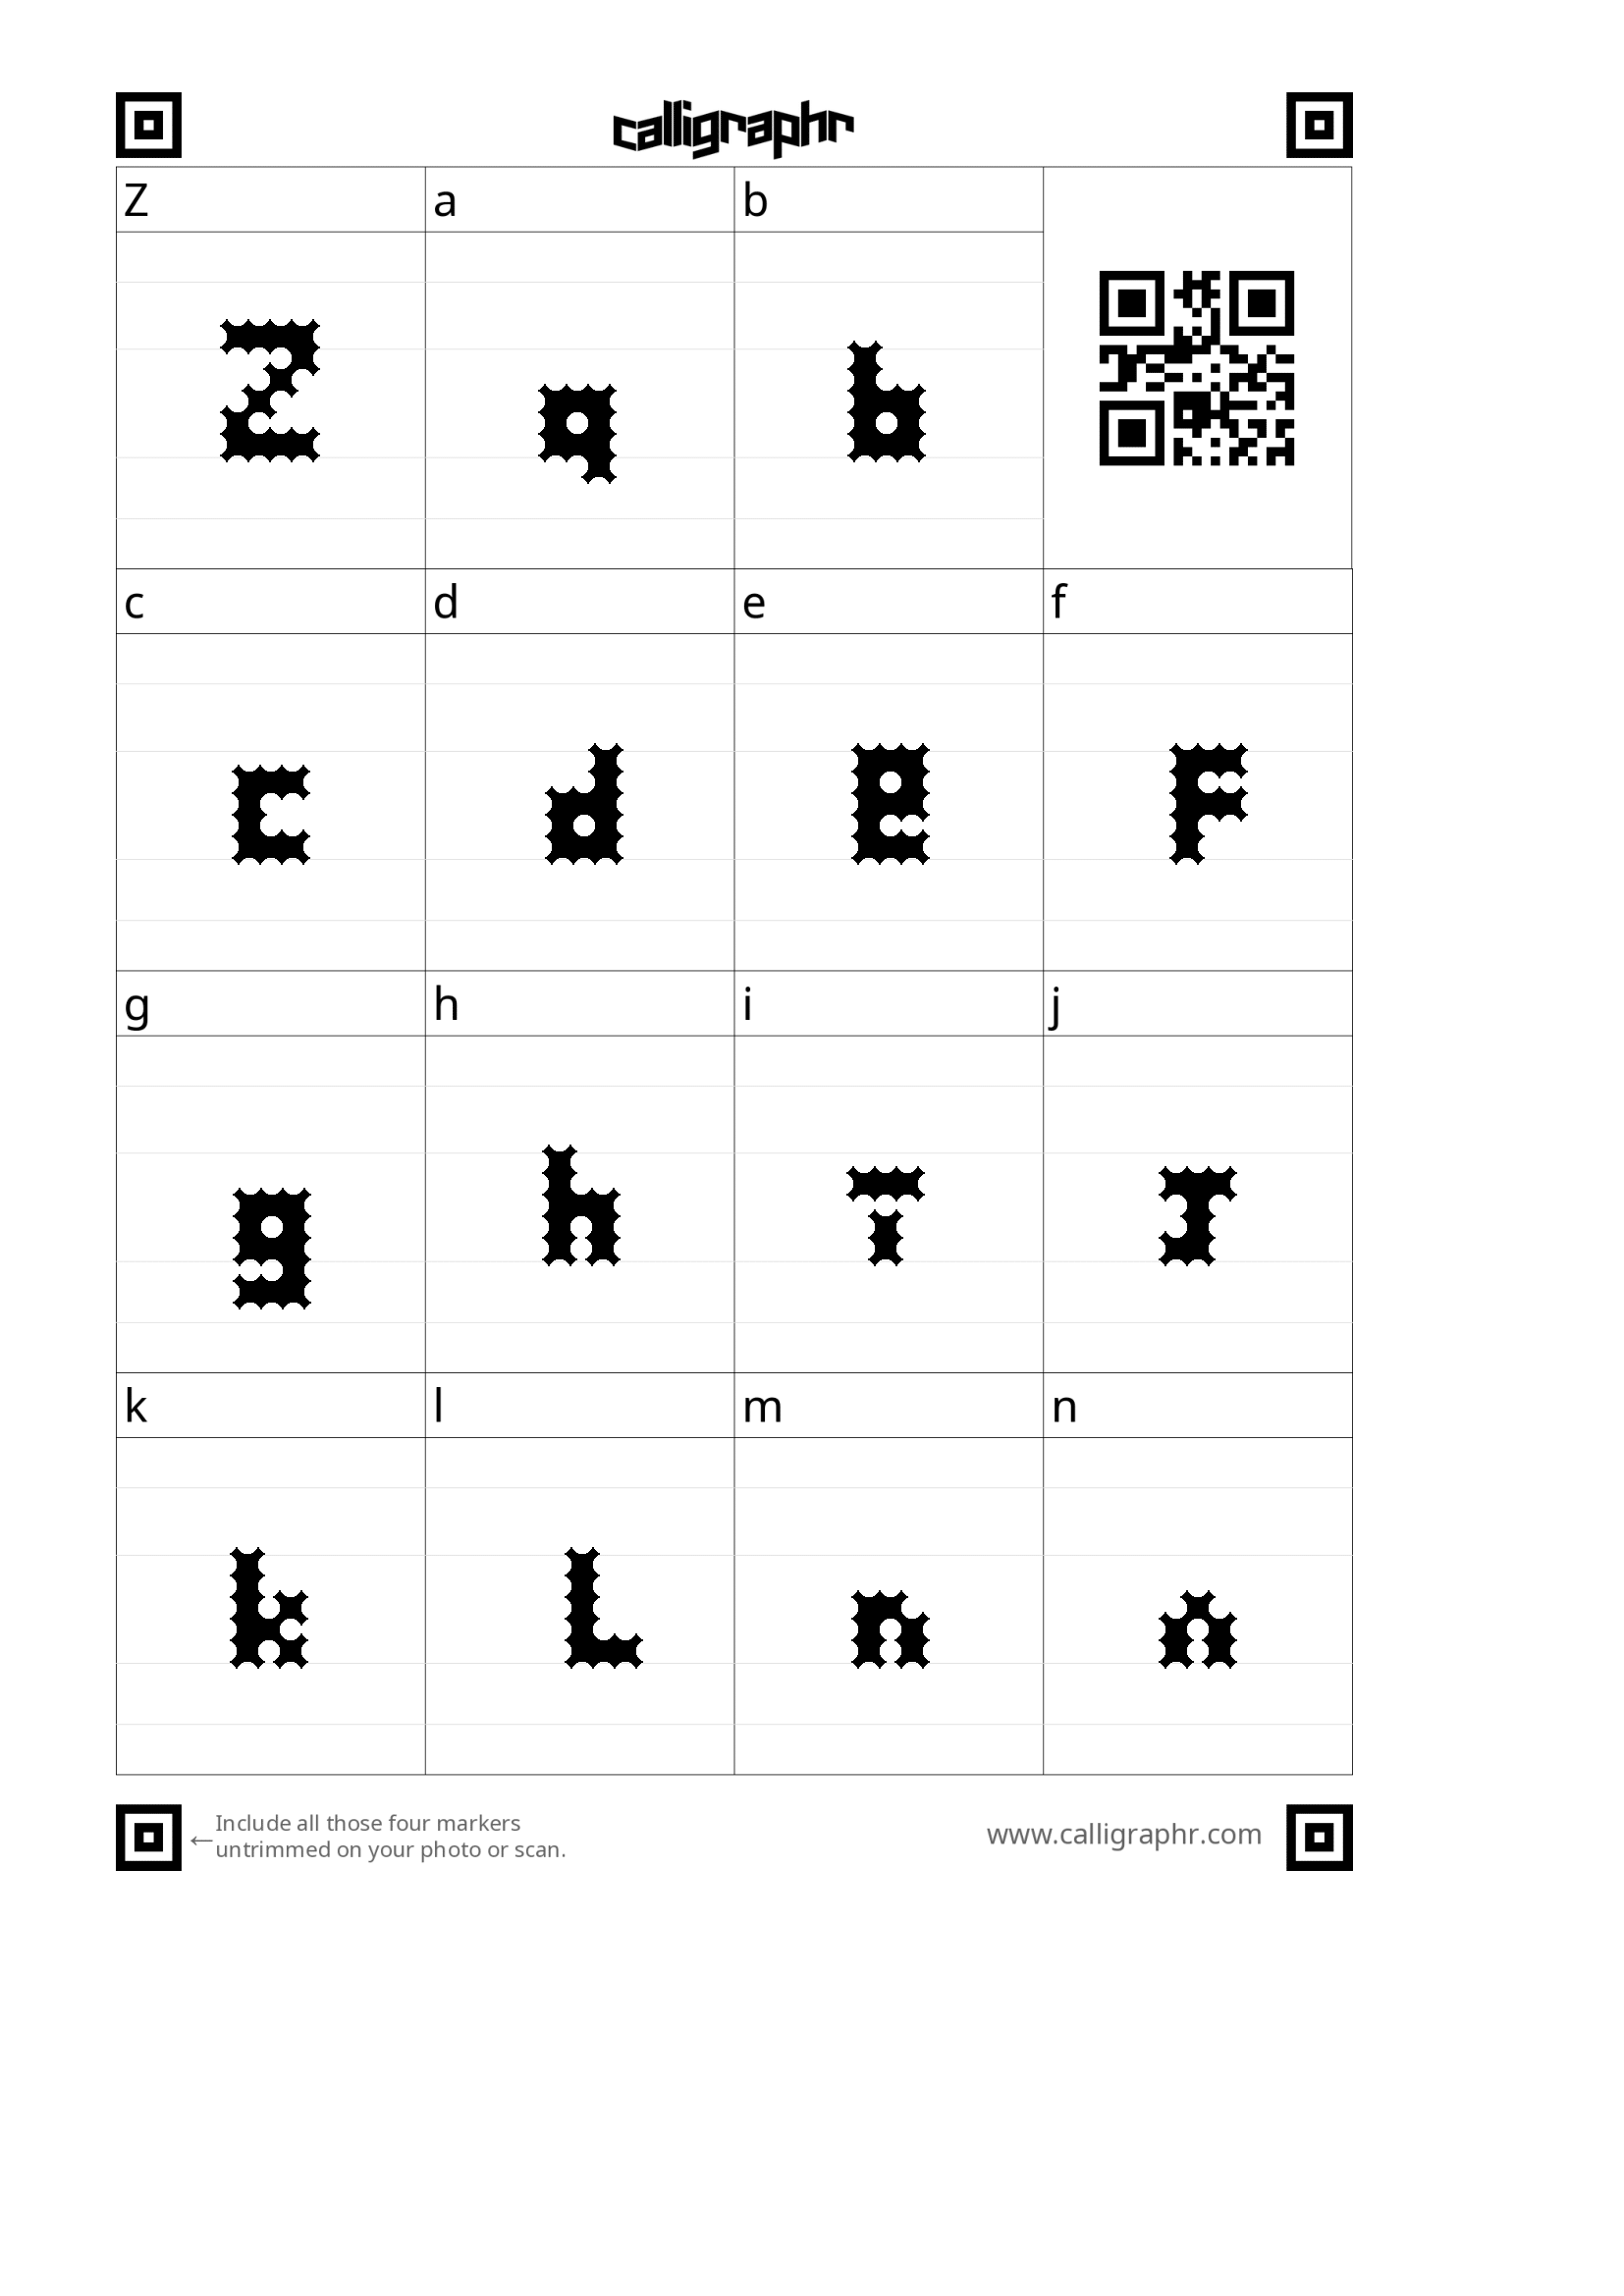 calligraphr
Z a b
Z a b
c d e f
c d e f
g h i j
g h i j
k l m n
k L m n
←Include all those four markers
untrimmed on your photo or scan.
www.calligraphr.com